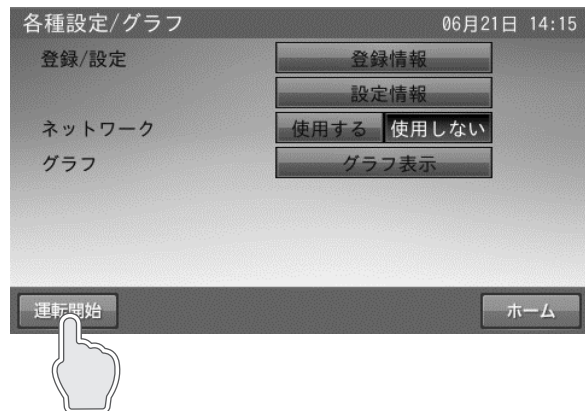 各種設定/グラフ 06月21日 14:15
登録/設定 登録情報
設定情報
ネットワーク 使用する 使用しない
グラフ グラフ表示
運転開始 ホーム